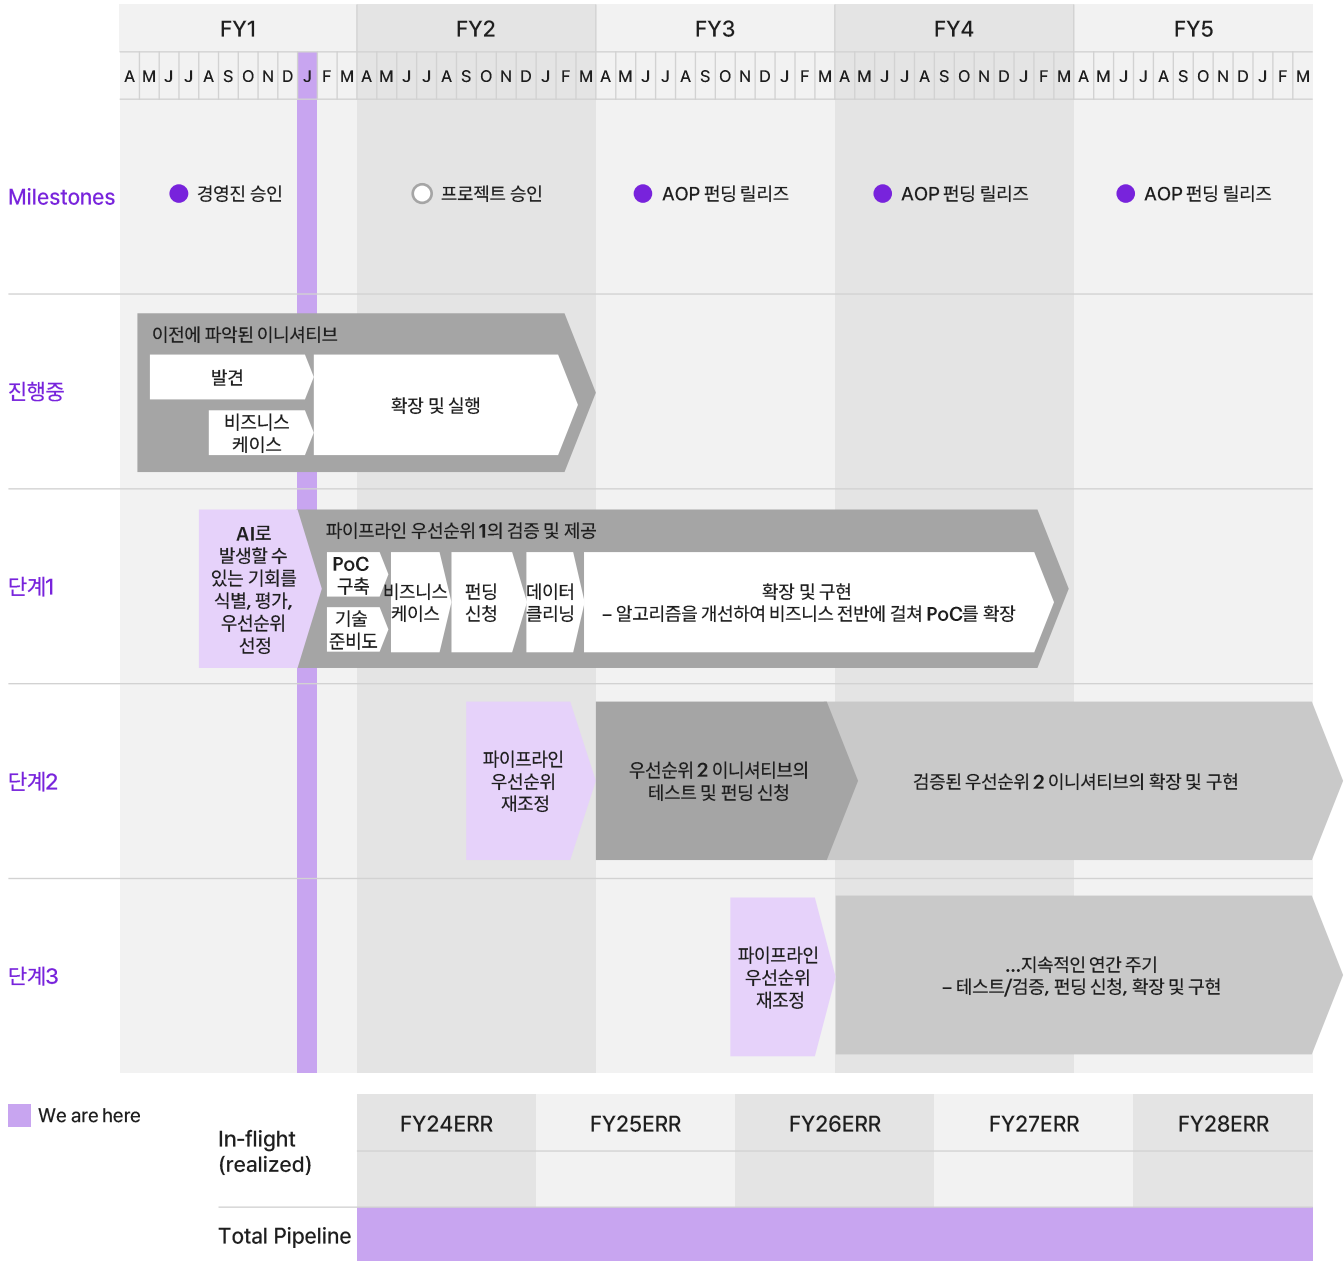 FY1 FY2 FY3 FY4 FY5
A M J J A S O N D J F M A M J J A S O N D J F M A M J J A S O N D J F M A M J J A S O N D J F M A M J J A S O N D J F M
Milestones
경영진 승인
프로젝트 승인
AOP 펀딩 릴리즈
AOP 펀딩 릴리즈
AOP 펀딩 릴리즈
진행중
이전에 파악된 이니셔티브
발견
비즈니스
케이스
확장 및 실행
단계1
AI로
발생할 수
있는 기회를
식별, 평가,
우선순위
선정
파이프라인 우선순위 1의 검증 및 제공
PoC
구축
기술
준비도
비즈니스
케이스
펀딩
신청
데이터
클리닝
확장 및 구현
– 알고리즘을 개선하여 비즈니스 전반에 걸쳐 PoC를 확장
단계2
파이프라인
우선순위
재조정
우선순위 2 이니셔티브의
테스트 및 펀딩 신청
검증된 우선순위 2 이니셔티브의 확장 및 구현
단계3
파이프라인
우선순위
재조정
...지속적인 연간 주기
– 테스트/검증, 펀딩 신청, 확장 및 구현
We are here
In-flight
(realized)
FY24ERR FY25ERR FY26ERR FY27ERR FY28ERR
Total Pipeline